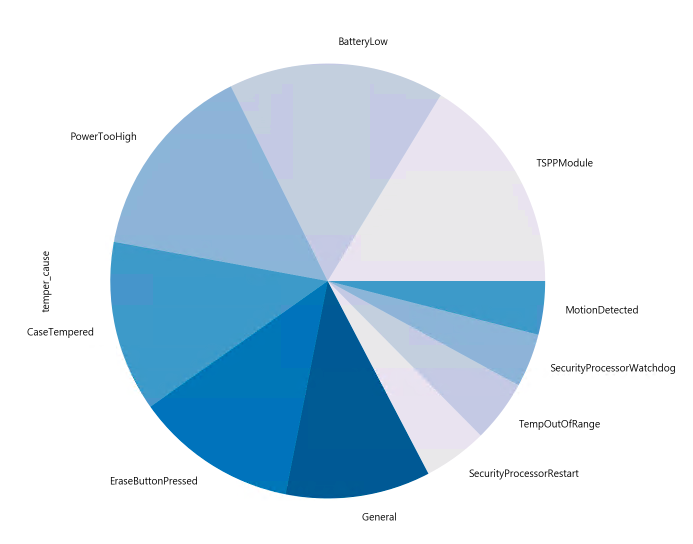 BatteryLow
PowerTooHigh
TSPPModule
temper_cause
MotionDetected
CaseTempered
SecurityProcessorWatchdog
TempOutOfRange
SecurityProcessorRestart
EraseButtonPressed
General